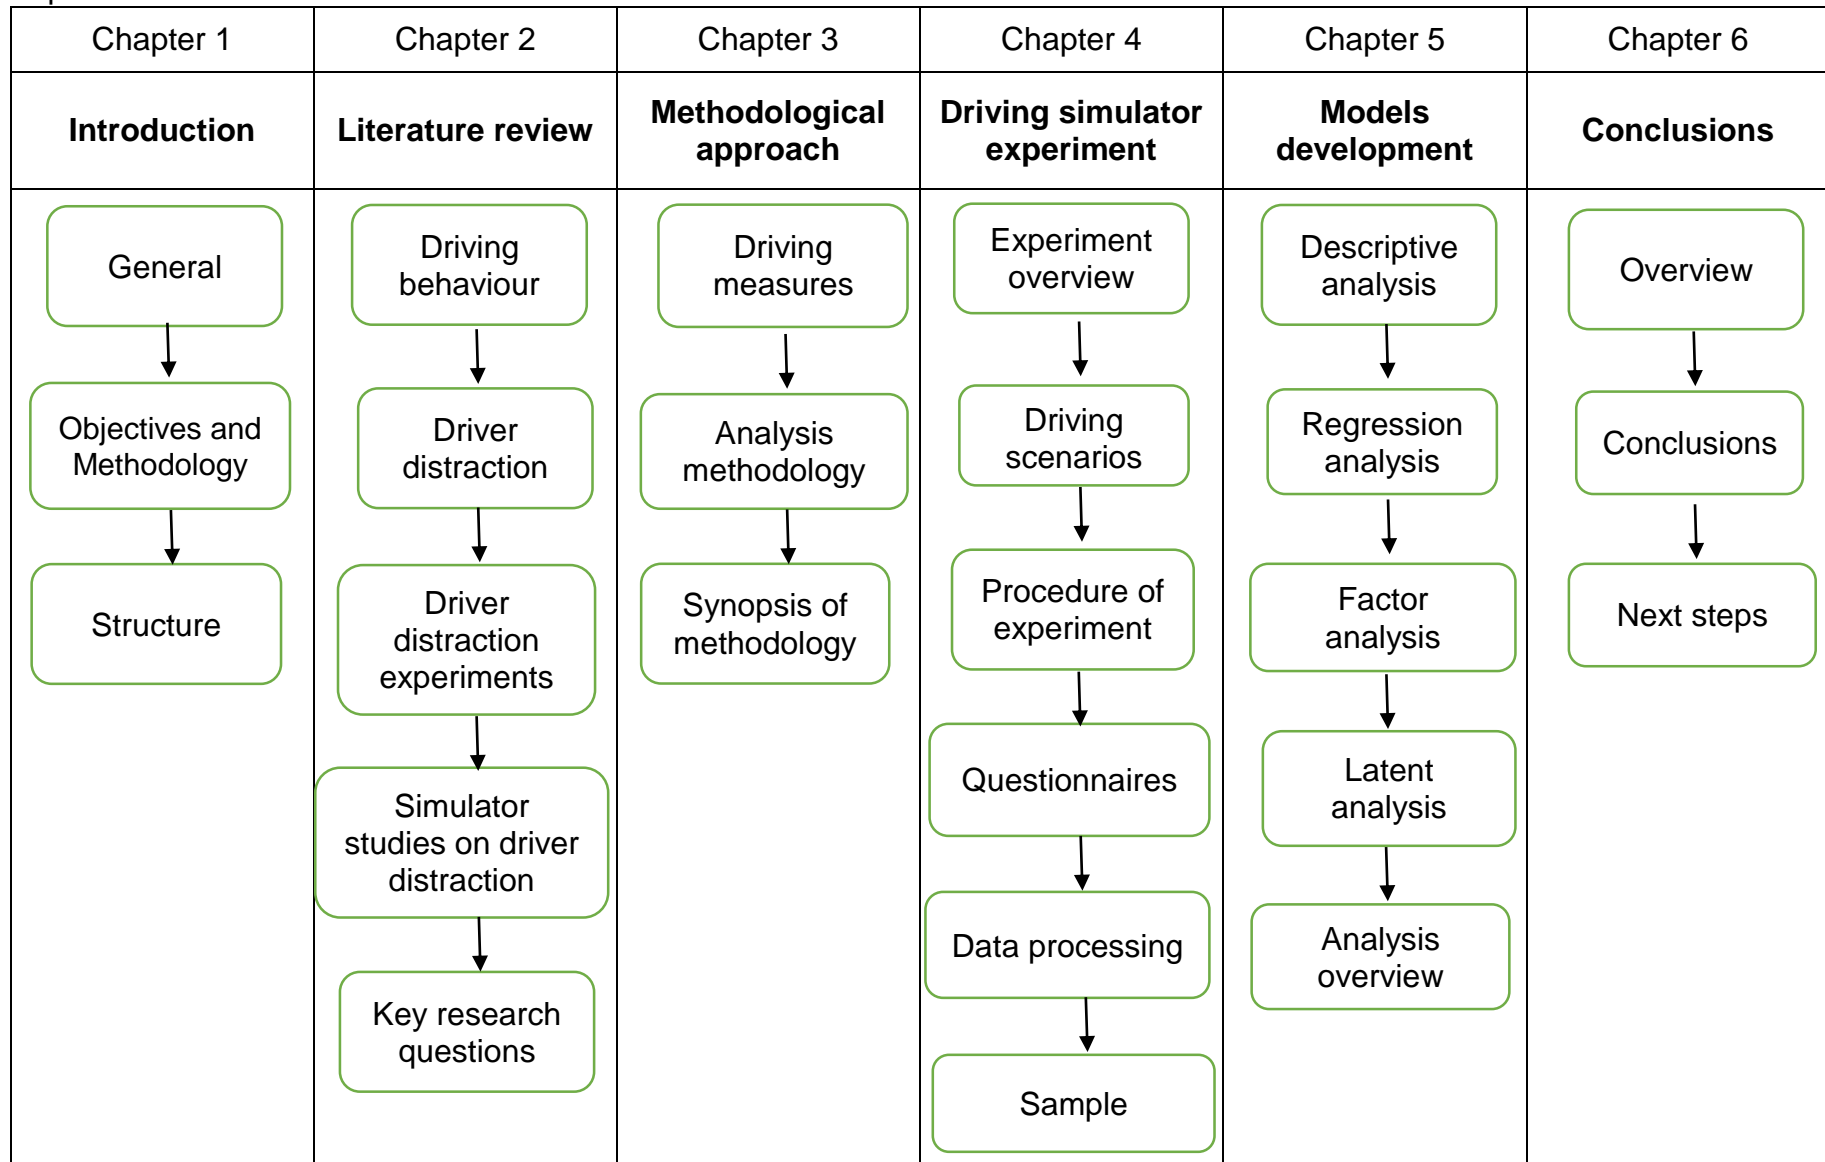 Chapter 1
Chapter 2
Chapter 3
Chapter 4
Chapter 5
Chapter 6
Introduction
Literature review
Methodological
approach
Driving simulator
experiment
Models
development
Conclusions
General
Objectives and
Methodology
Structure
Driving
behaviour
Driver
distraction
Driver
distraction
experiments
Simulator
studies on driver
distraction
Key research
questions
Driving
measures
Analysis
methodology
Synopsis of
methodology
Experiment
overview
Driving
scenarios
Procedure of
experiment
Questionnaires
Data processing
Sample
Descriptive
analysis
Regression
analysis
Factor
analysis
Latent
analysis
Analysis
overview
Overview
Conclusions
Next steps